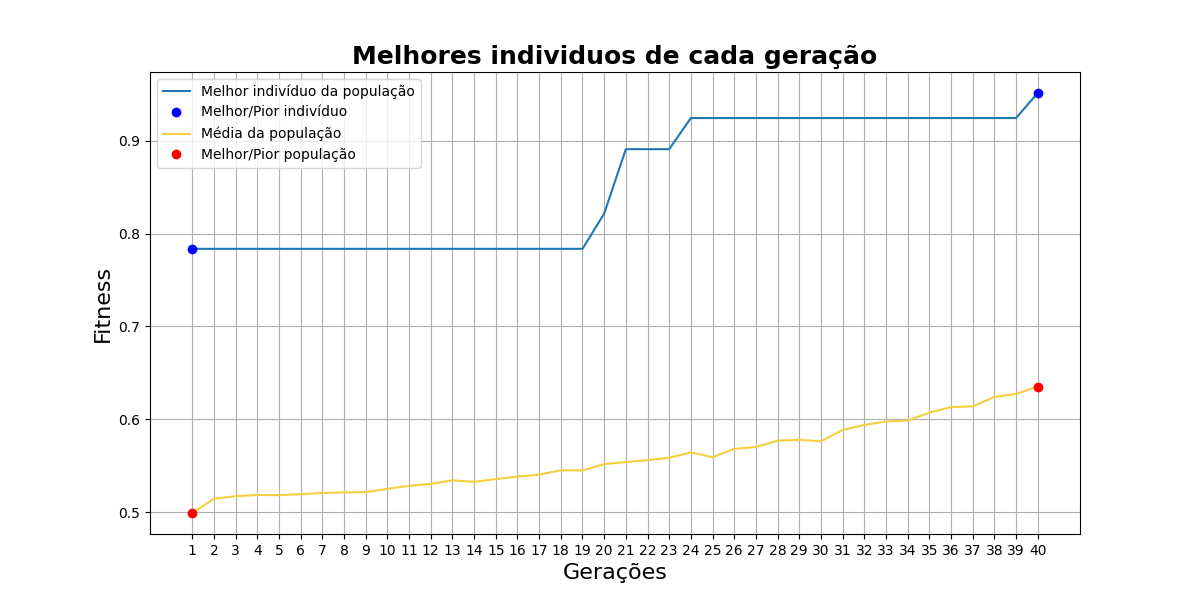 Melhores individuos de cada geração
Melhor indivíduo da população
Melhor/Pior indivíduo
Média da população
Melhor/Pior população
Fitness
0.9
0.8
0.7
0.6
0.5
1 2 3 4 5 6 7 8 9 10 11 12 13 14 15 16 17 18 19 20 21 22 23 24 25 26 27 28 29 30 31 32 33 34 35 36 37 38 39 40
Gerações